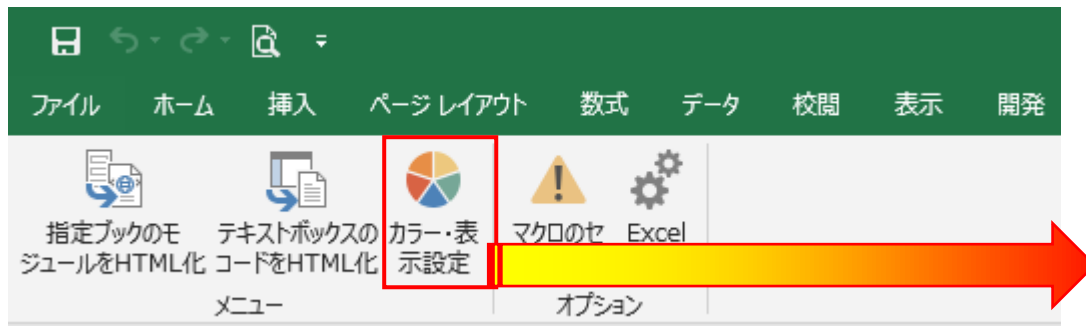 ファイル ホーム 挿入 ページ レイアウト 数式 データ 校閲 表示 開発
指定ブックのモ テキストボックスの カラー・表 マクロのセ Excel
ジュールをHTML化 コードをHTML化 示設定
メニュー オプション